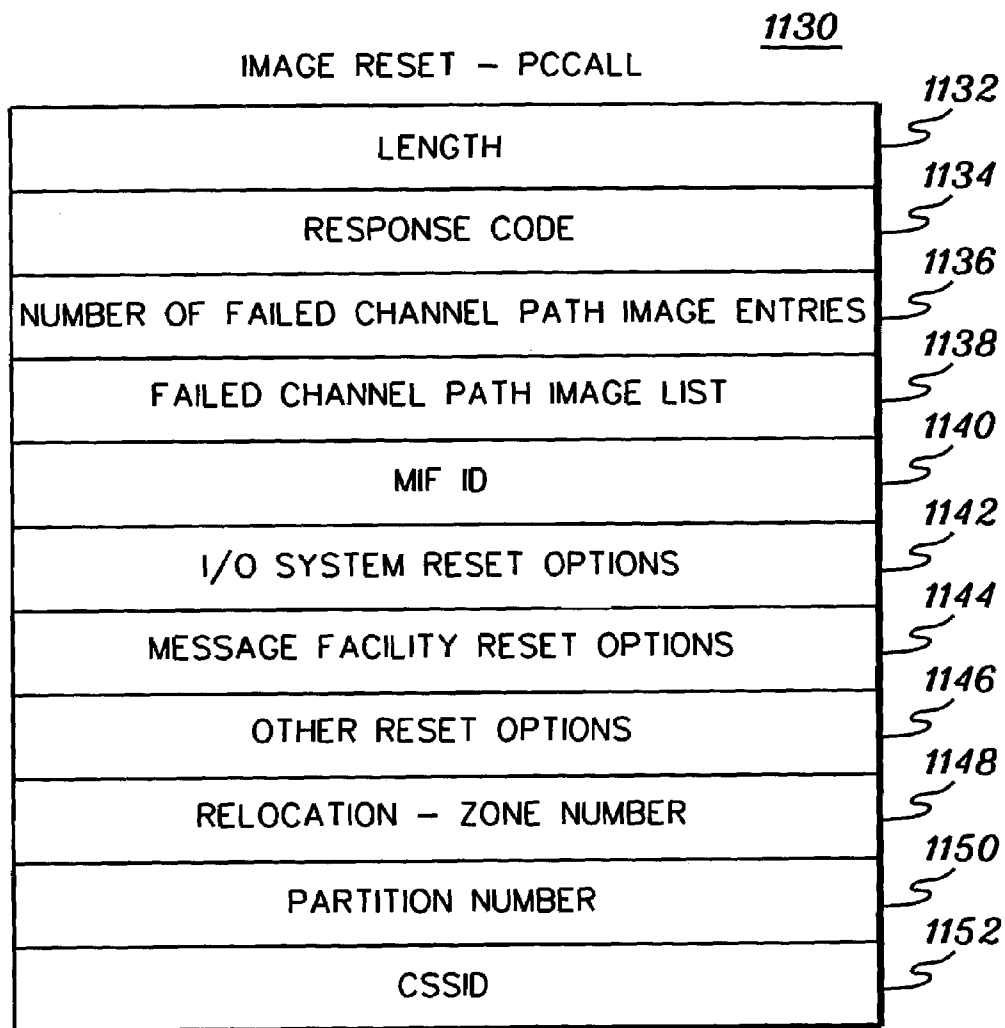 1130
IMAGE RESET – PCCALL
1132
LENGTH
1134
RESPONSE CODE
1136
NUMBER OF FAILED CHANNEL PATH IMAGE ENTRIES
1138
FAILED CHANNEL PATH IMAGE LIST
1140
MIF ID
1142
I/O SYSTEM RESET OPTIONS
1144
MESSAGE FACILITY RESET OPTIONS
1146
OTHER RESET OPTIONS
1148
RELOCATION – ZONE NUMBER
1150
PARTITION NUMBER
1152
CSSID